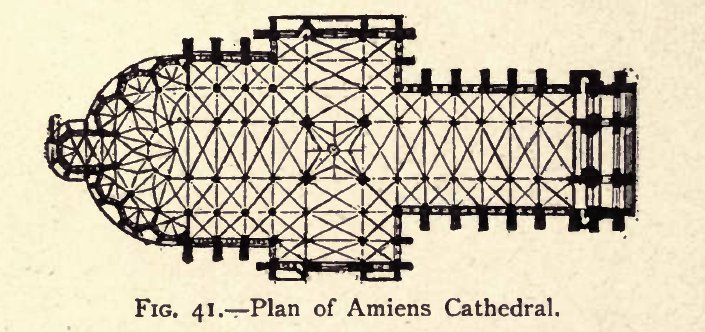 FIG. 41.—Plan of Amiens Cathedral.